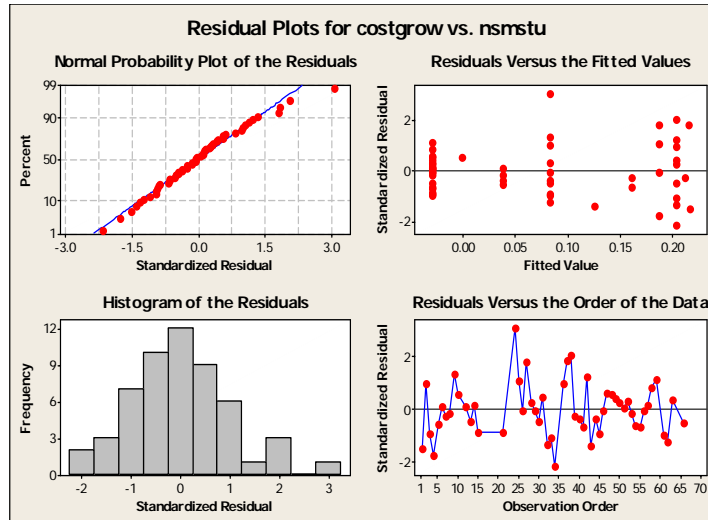 Residual Plots for costgrow vs. nsmstu
Normal Probability Plot of the Residuals
99
90
50
10
1
Percent
-3.0 -1.5 0.0 1.5 3.0
Standardized Residual
Residuals Versus the Fitted Values
2
0
-2
Standardized Residual
0.00 0.05 0.10 0.15 0.20
Fitted Value
Histogram of the Residuals
12
9
6
3
0
Frequency
-2 -1 0 1 2 3
Standardized Residual
Residuals Versus the Order of the Data
2
0
-2
Standardized Residual
1 5 10 15 20 25 30 35 40 45 50 55 60 65 70
Observation Order